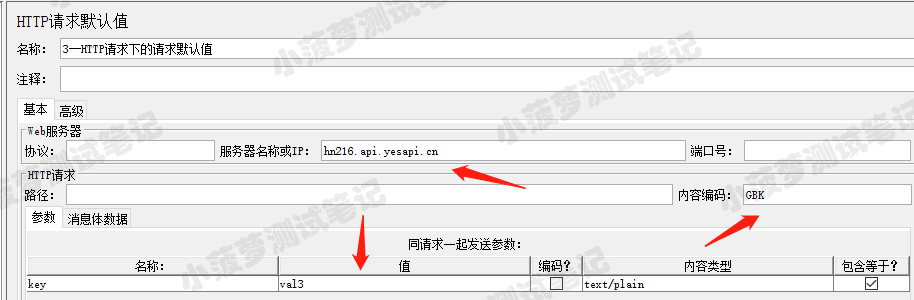 HTTP请求默认值
名称： 3--HTTP请求下的请求默认值
注释：
基本 高级
Web服务器
协议： 服务器名称或IP： hn216.api.yesapi.cn 端口号：
HTTP请求
路径： 内容编码： GBK
参数 消息体数据
同请求一起发送参数：
名称： 值 编码? 内容类型 包含等于?
key val3 text/plain
小菠萝测试笔记
小菠萝测试笔记
小菠萝测试笔记
小菠萝测试笔记
小菠萝测试笔记
小菠萝测试笔记